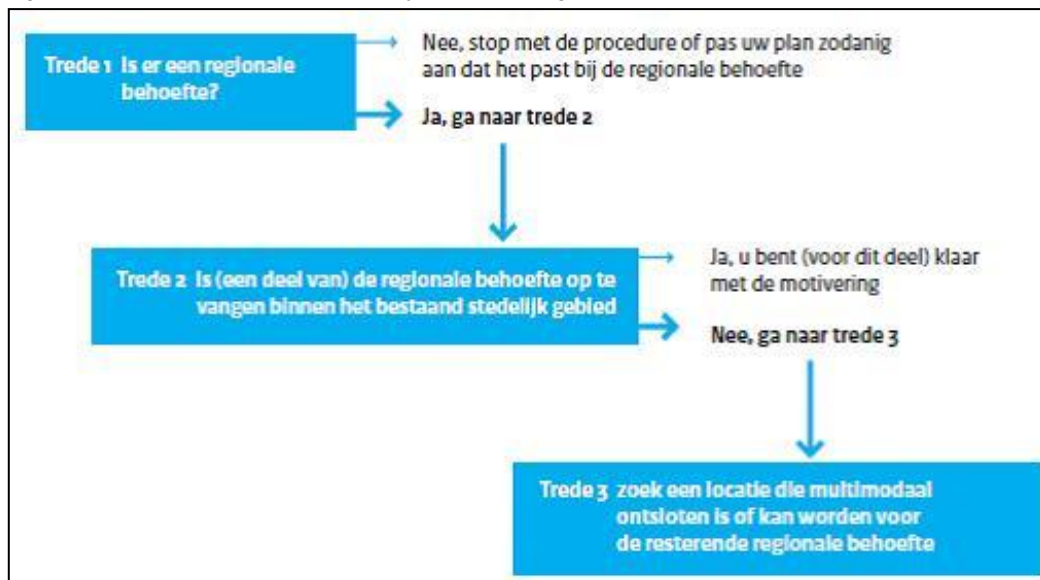 Trede 1 Is er een regionale
behoefte?
Nee, stop met de procedure of pas uw plan zodanig
aan dat het past bij de regionale behoefte
Ja, ga naar trede 2
Trede 2 Is (een deel van) de regionale behoefte op te
vangen binnen het bestaand stedelijk gebied
Ja, u bent (voor dit deel) klaar
met de motivering
Nee, ga naar trede 3
Trede 3 zoek een locatie die multimodaal
ontsloten is of kan worden voor
de resterende regionale behoefte